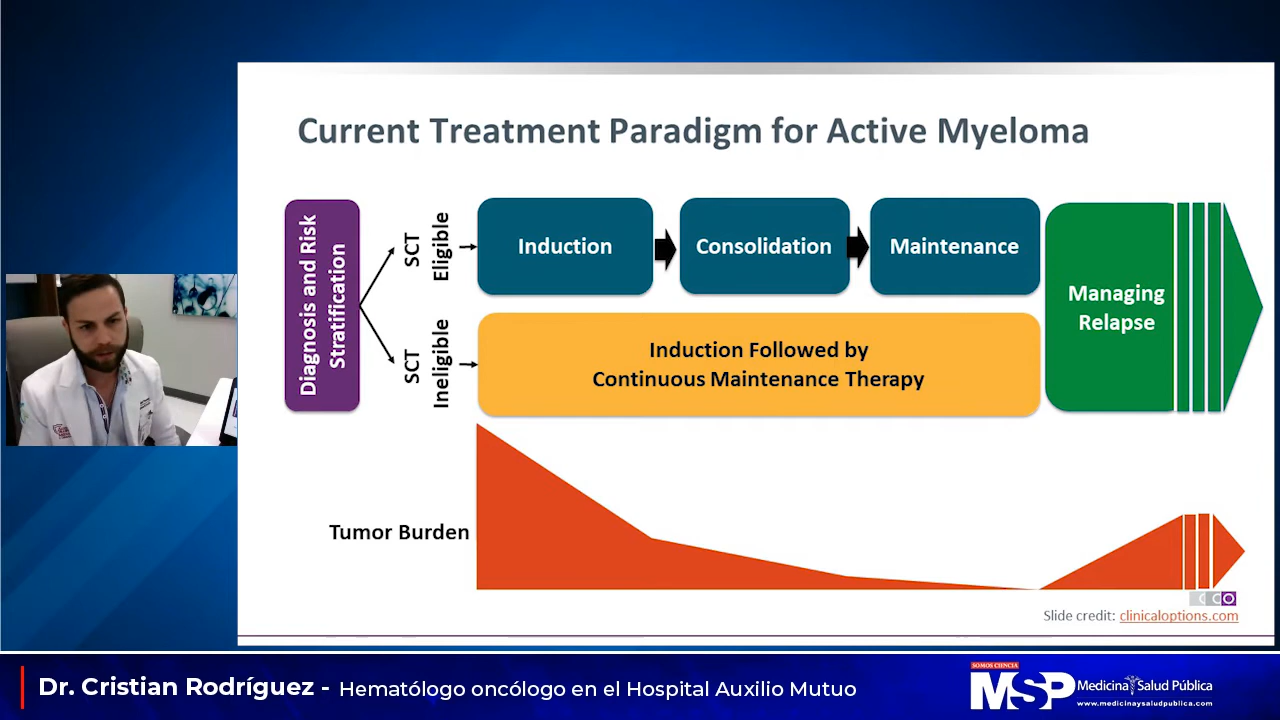 Current Treatment Paradigm for Active Myeloma
Diagnosis and Risk
Stratification
SCT
Eligible
Induction
Consolidation
Maintenance
SCT
Ineligible
Induction Followed by
Continuous Maintenance Therapy
Managing
Relapse
Tumor Burden
CCO
Slide credit: clinicaloptions.com
Dr. Cristian Rodríguez - Hematólogo oncólogo en el Hospital Auxilio Mutuo
SOMOS CIENCIA
MSP Medicina Salud Pública
www.medicinaysaludpublica.com